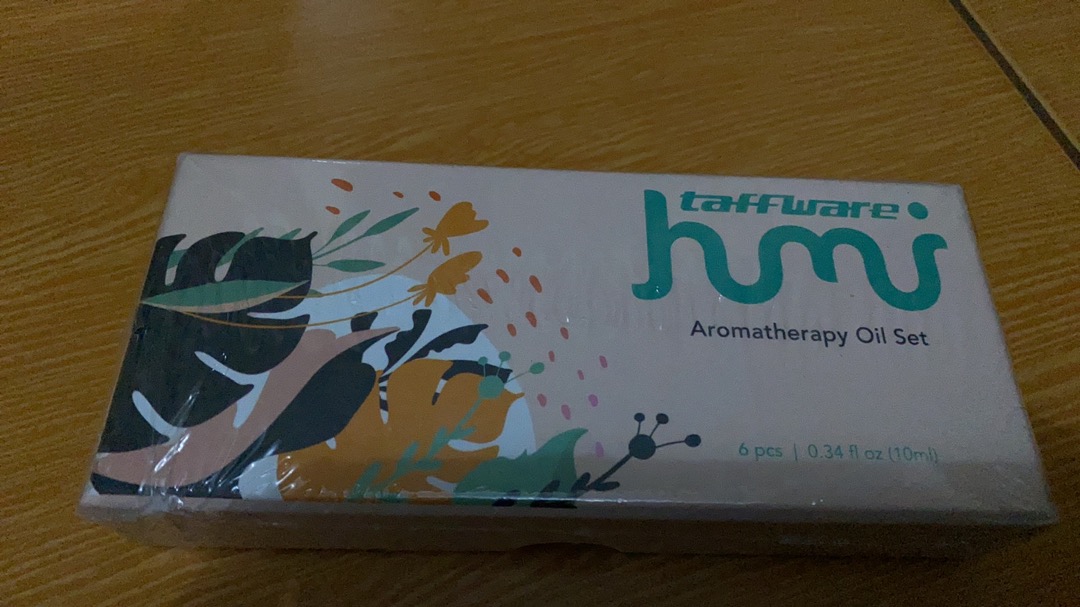 taffware
humi
Aromatherapy Oil Set
6 pcs | 0.34 fl oz (10ml)